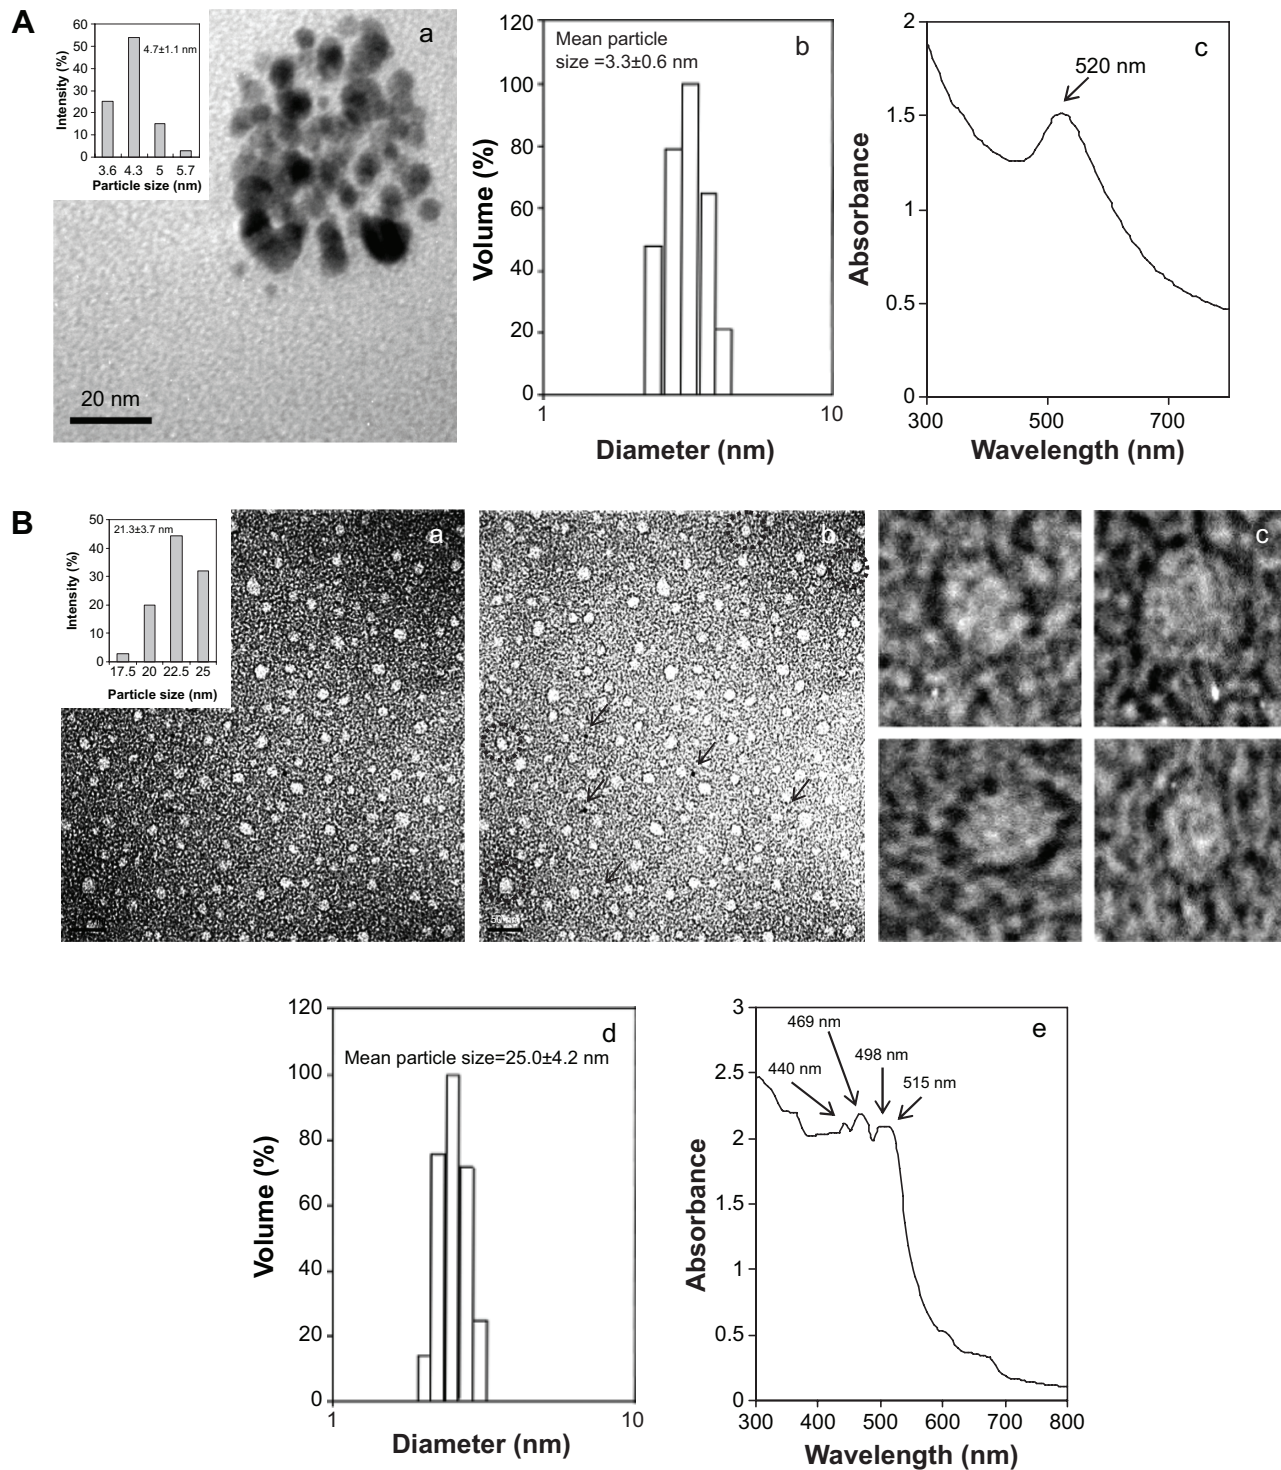 A
60
50
40
30
20
10
0
Intensity (%)
4.7±1.1 nm
3.6 4.3 5 5.7
Particle size (nm)
a
20 nm
120
100
80
60
40
20
0
Volume (%)
Mean particle
size =3.3±0.6 nm
b
1 10
Diameter (nm)
2
1.5
1
0.5
0
Absorbance
c
520 nm
300 500 700
Wavelength (nm)
B
50
40
30
20
10
0
Intensity (%)
21.3±3.7 nm
17.5 20 22.5 25
Particle size (nm)
a
b
c
120
100
80
60
40
20
0
Volume (%)
d
Mean particle size=25.0±4.2 nm
1 10
Diameter (nm)
3
2.5
2
1.5
1
0.5
0
Absorbance
e
469 nm
498 nm
440 nm
515 nm
300 400 500 600 700 800
Wavelength (nm)